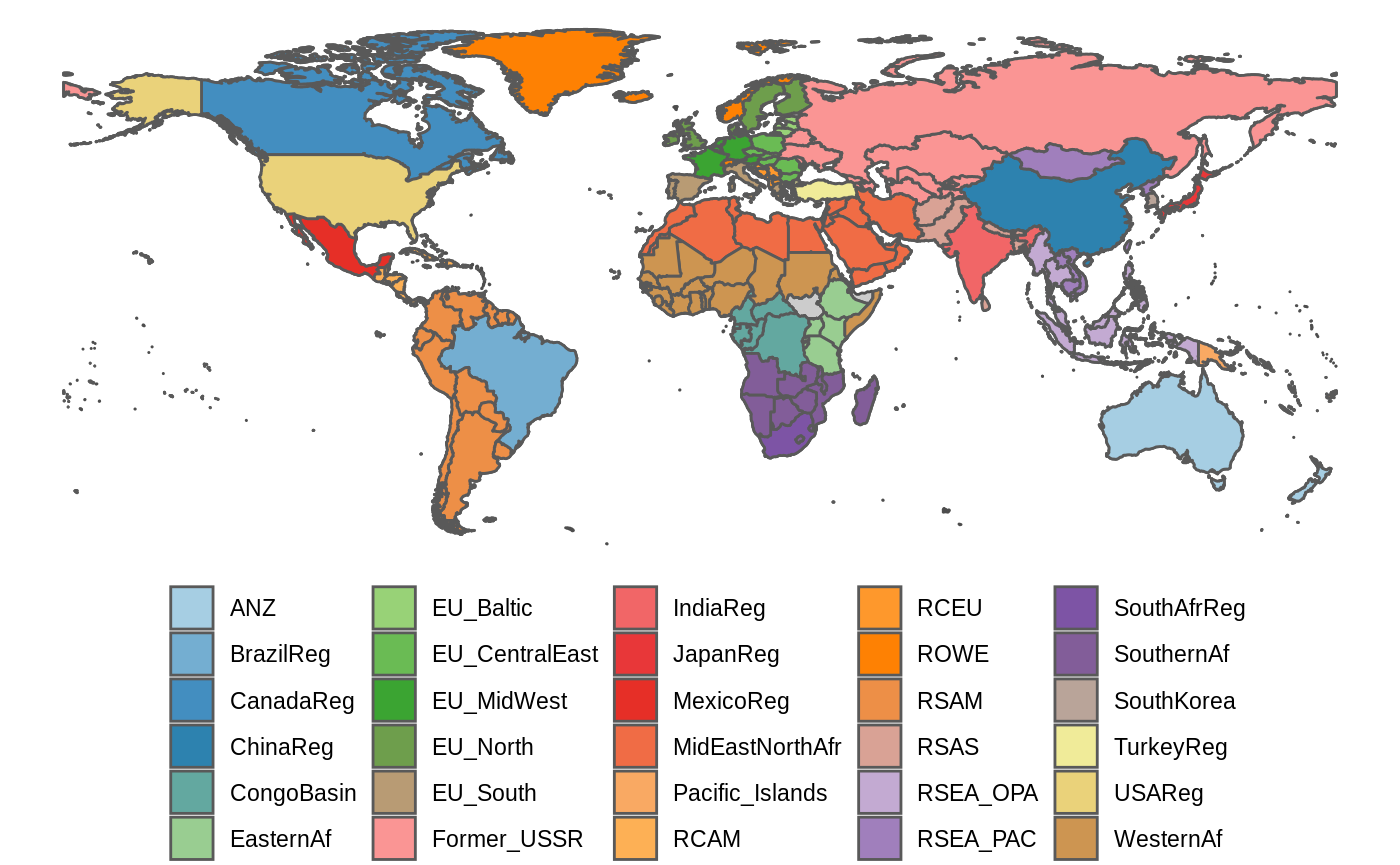 ANZ
BrazilReg
CanadaReg
ChinaReg
CongoBasin
EasternAf
EU_Baltic
EU_CentralEast
EU_MidWest
EU_North
EU_South
Former_USSR
IndiaReg
JapanReg
MexicoReg
MidEastNorthAfr
Pacific_Islands
RCAM
RCEU
ROWE
RSAM
RSAS
RSEA_OPA
RSEA_PAC
SouthAfrReg
SouthernAf
SouthKorea
TurkeyReg
USAReg
WesternAf